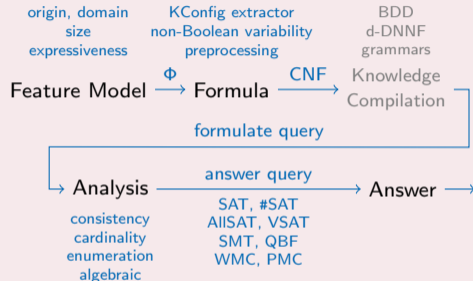 origin, domain
size
expressiveness
KConfig extractor
non-Boolean variability
preprocessing
BDD
d-DNNF
grammars
Feature Model
Φ
Formula
CNF
Knowledge
Compilation
formulate query
Analysis
answer query
Answer
consistency
cardinality
enumeration
algebraic
SAT, #SAT
AllSAT, VSAT
SMT, QBF
WMC, PMC